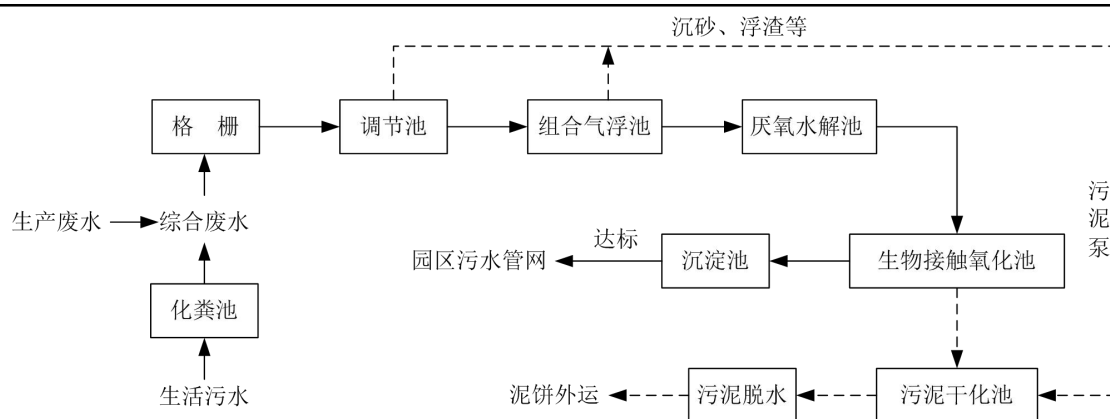 沉砂、浮渣等
格 栅
调节池
组合气浮池
厌氧水解池
生产废水
综合废水
污泥泵
达标
园区污水管网
沉淀池
生物接触氧化池
化粪池
生活污水
泥饼外运
污泥脱水
污泥干化池